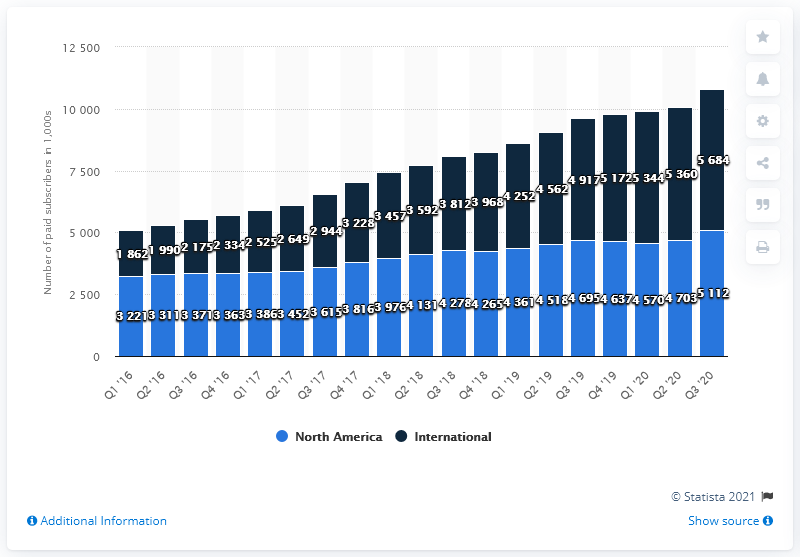 12 500
10 000
7 500
5 000
2 500
0
Number of paid subscribers in 1,000s
1 862 1 990 2 175 2 334 2 525 2 649 2 944 3 228 3 457 3 592 3 812 3 968 4 252 4 562 4 917 5 172 5 344 5 360 5 684
3 221 3 311 3 371 3 363 3 386 3 452 3 615 3 816 3 976 4 131 4 278 4 265 4 361 4 518 4 695 4 637 4 570 4 703 5 112
Q1 '16 Q2 '16 Q3 '16 Q4 '16 Q1 '17 Q2 '17 Q3 '17 Q4 '17 Q1 '18 Q2 '18 Q3 '18 Q4 '18 Q1 '19 Q2 '19 Q3 '19 Q4 '19 Q1 '20 Q2 '20 Q3 '20
North America International
© Statista 2021
Additional Information Show source